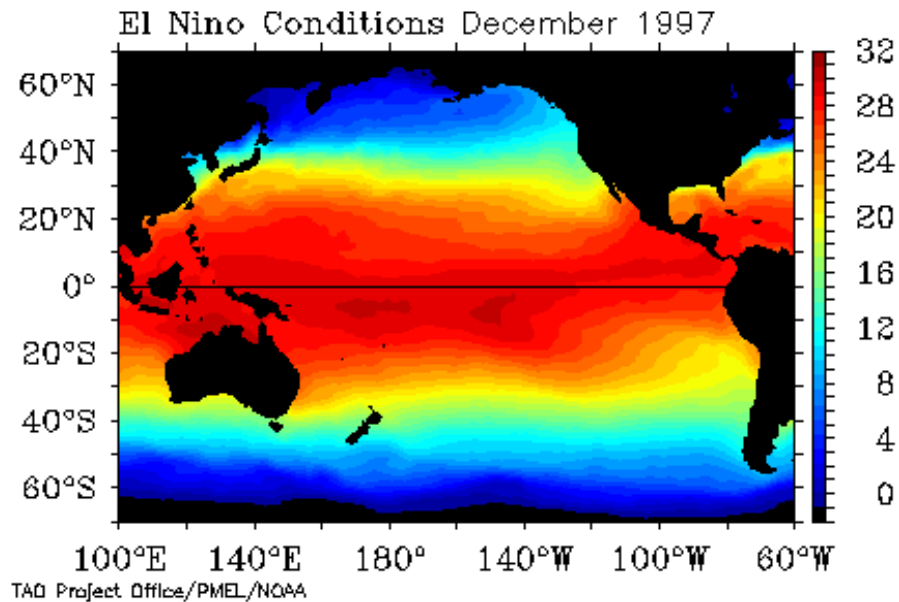 El Nino Conditions December 1997
60°N
40°N
20°N
0°
20°S
40°S
60°S
100°E 140°E 180° 140°W 100°W 60°W
32
28
24
20
16
12
8
4
0
TAO Project Office/PMEL/NOAA